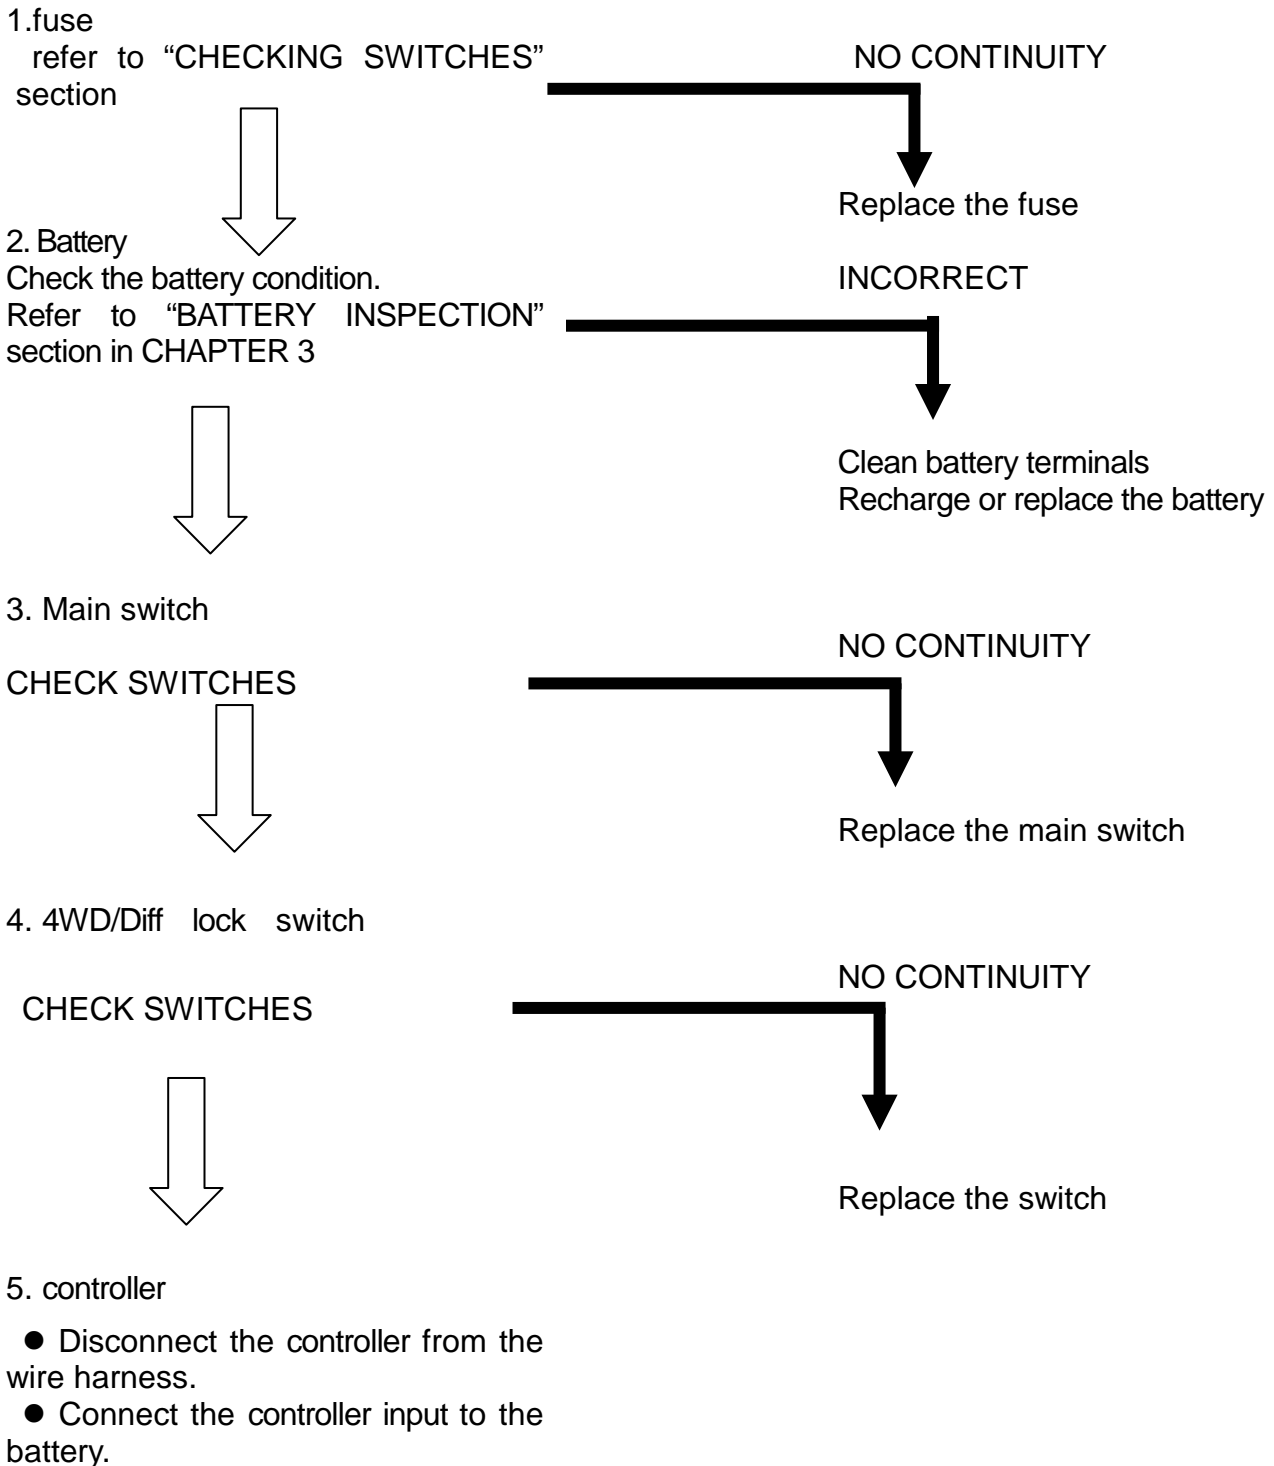 1.fuse
refer to “CHECKING SWITCHES”
section
NO CONTINUITY
Replace the fuse
2. Battery
Check the battery condition.
Refer to “BATTERY INSPECTION”
section in CHAPTER 3
INCORRECT
Clean battery terminals
Recharge or replace the battery
3. Main switch
CHECK SWITCHES
NO CONTINUITY
Replace the main switch
4. 4WD/Diff lock switch
CHECK SWITCHES
NO CONTINUITY
Replace the switch
5. controller
● Disconnect the controller from the
wire harness.
● Connect the controller input to the
battery.